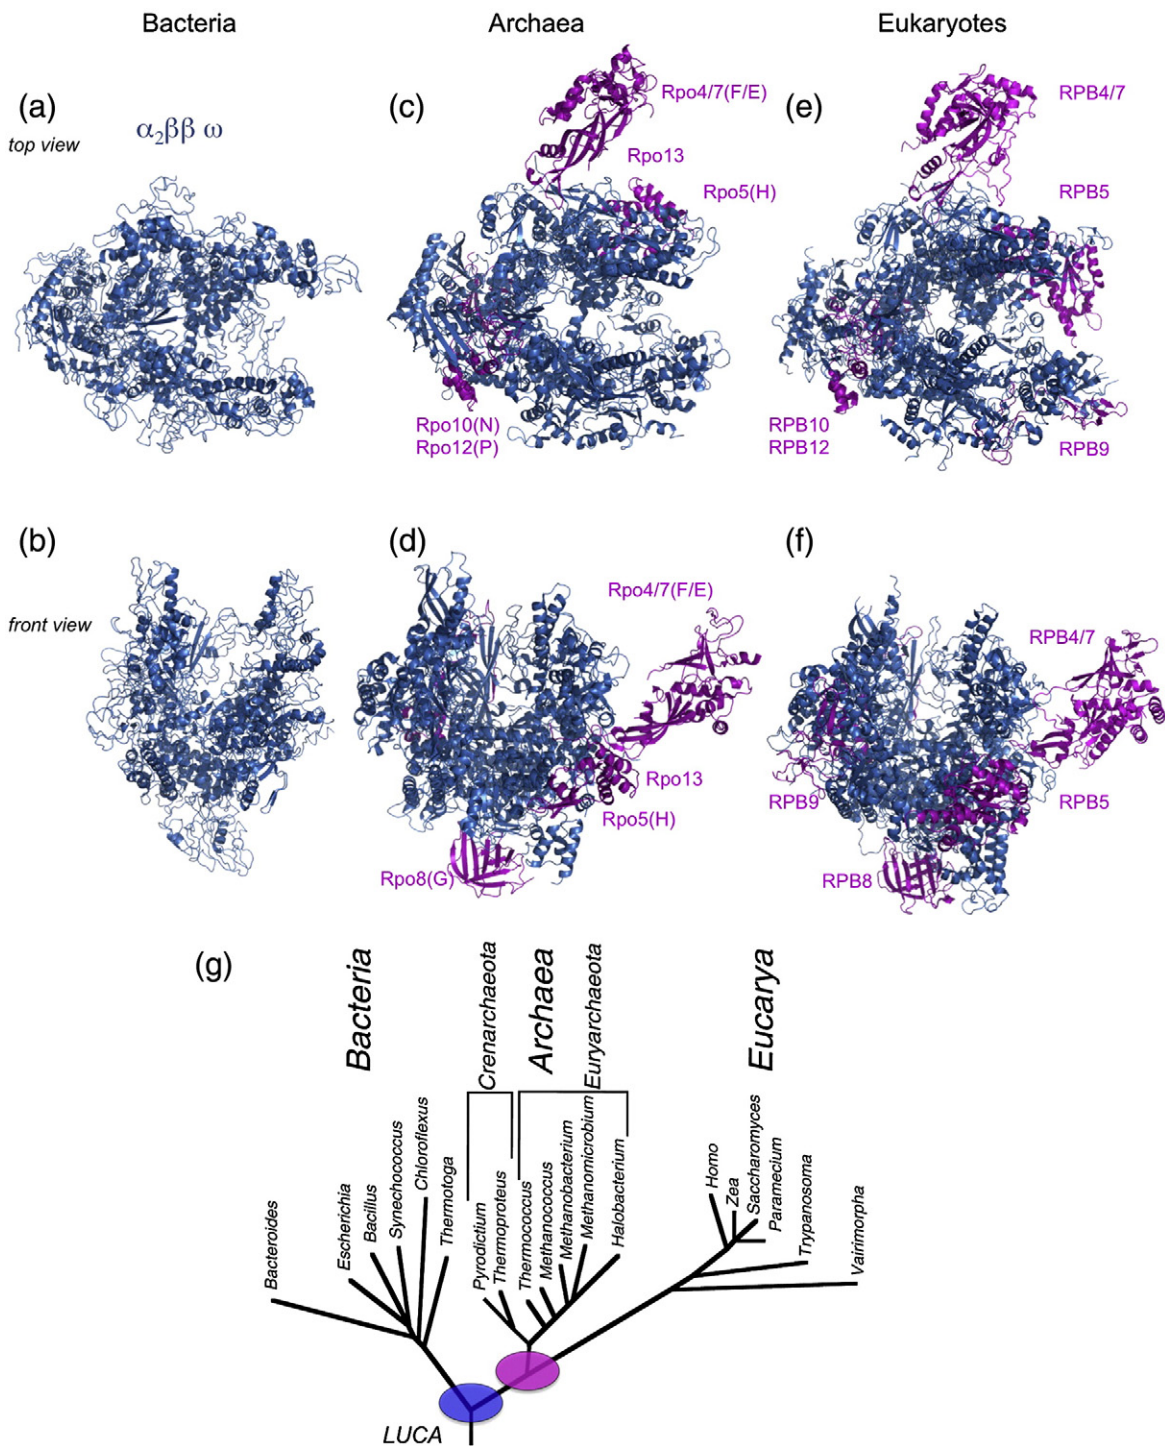 Bacteria
Archaea
Eukaryotes
(a)
top view
α2ββ ω
(c)
Rpo4/7(F/E)
Rpo13
Rpo5(H)
Rpo10(N)
Rpo12(P)
(e)
RPB4/7
RPB5
RPB10
RPB12
RPB9
(b)
front view
(d)
Rpo4/7(F/E)
Rpo13
Rpo5(H)
Rpo8(G)
(f)
RPB4/7
RPB9
RPB5
RPB8
(g)
Bacteria
Crenarchaeota
Archaea
Euryarchaeota
Eucarya
Bacteroides
Escherichia
Bacillus
Synechococcus
Chloroflexus
Thermotoga
Pyrodictium
Thermoproteus
Thermococcus
Methanococcus
Methanobacterium
Methanomicrobium
Halobacterium
Homo
Zea
Saccharomyces
Paramecium
Trypanosoma
Vairimorpha
LUCA